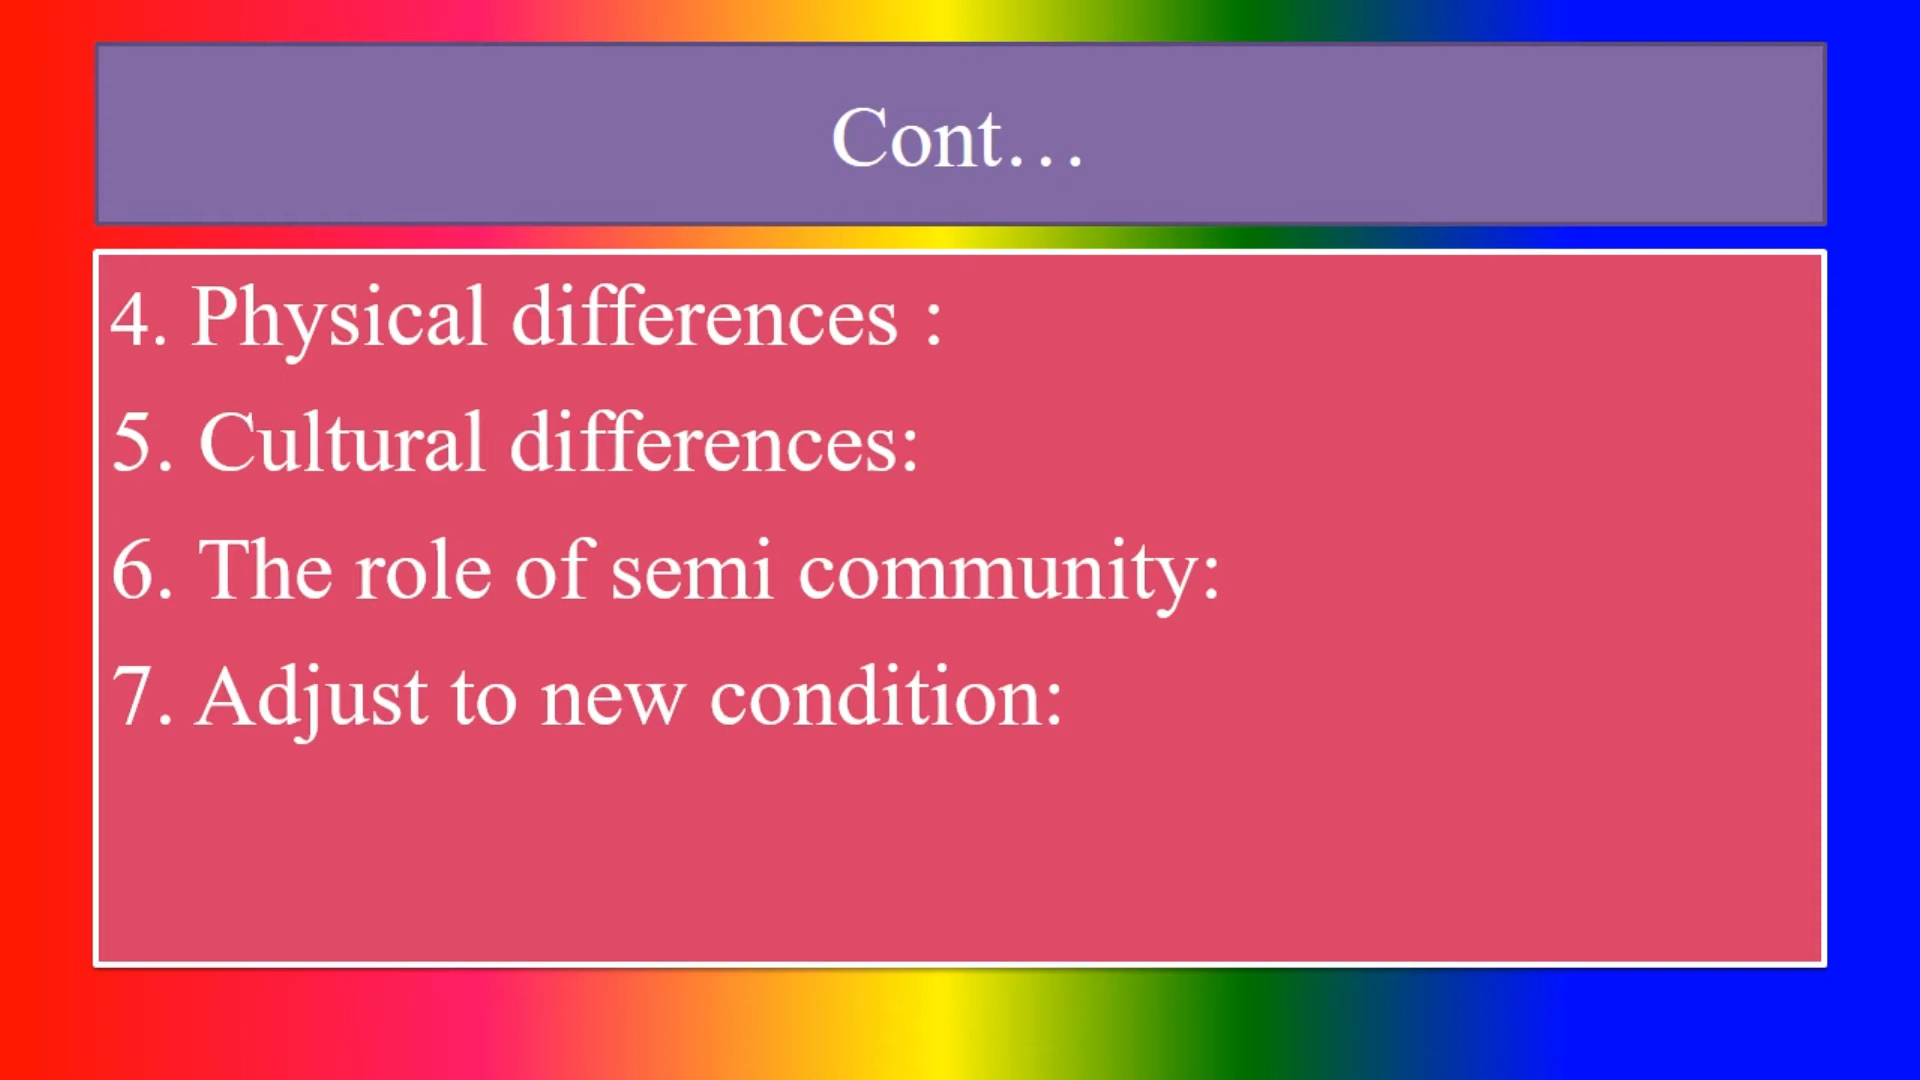 Cont…
4. Physical differences :
5. Cultural differences:
6. The role of semi community:
7. Adjust to new condition: